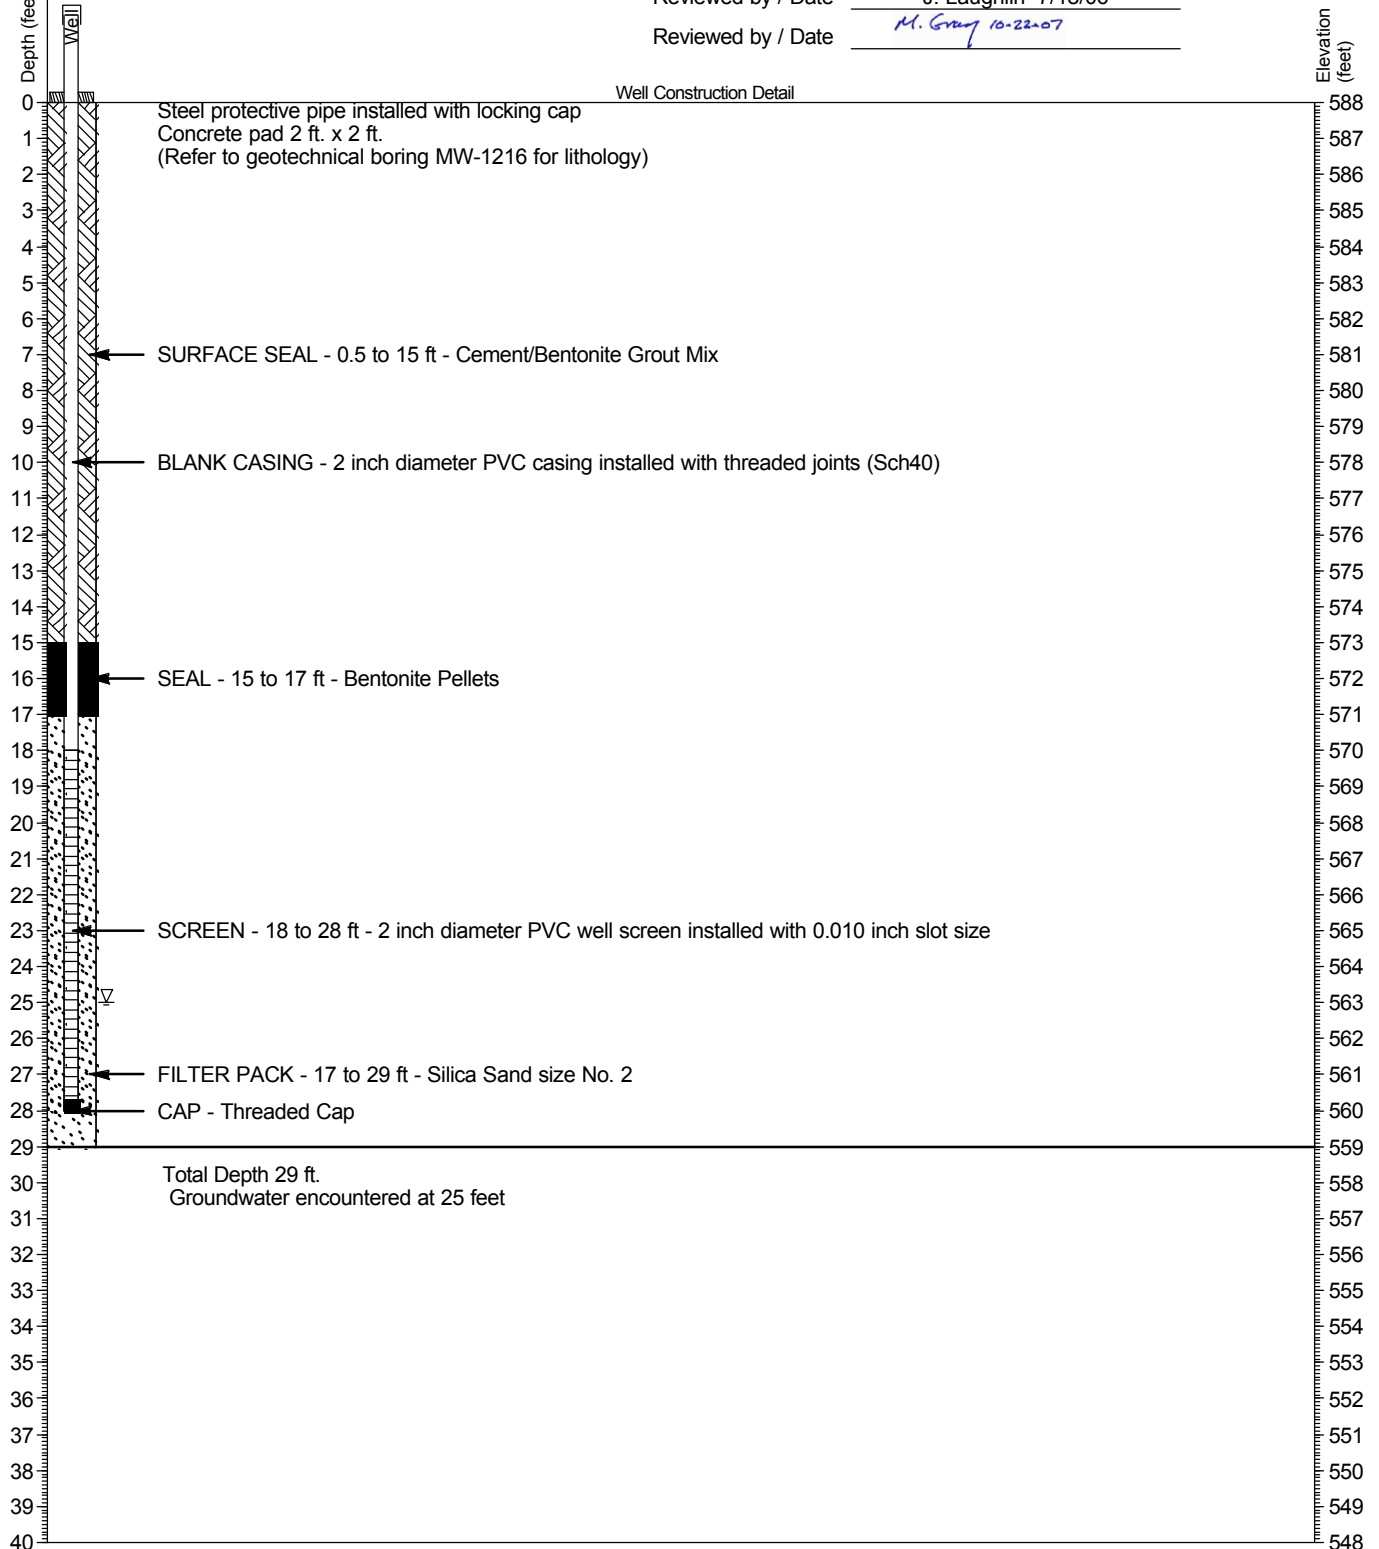 Reviewed by / Date J. Laughlin 7/18/06
Reviewed by / Date M. Gray 10-22-07
Depth (fee
Well
Elevation
(feet)
Well Construction Detail
Steel protective pipe installed with locking cap
Concrete pad 2 ft. x 2 ft.
(Refer to geotechnical boring MW-1216 for lithology)
SURFACE SEAL - 0.5 to 15 ft - Cement/Bentonite Grout Mix
BLANK CASING - 2 inch diameter PVC casing installed with threaded joints (Sch40)
SEAL - 15 to 17 ft - Bentonite Pellets
SCREEN - 18 to 28 ft - 2 inch diameter PVC well screen installed with 0.010 inch slot size
FILTER PACK - 17 to 29 ft - Silica Sand size No. 2
CAP - Threaded Cap
Total Depth 29 ft.
Groundwater encountered at 25 feet
0 588
1 587
2 586
3 585
4 584
5 583
6 582
7 581
8 580
9 579
10 578
11 577
12 576
13 575
14 574
15 573
16 572
17 571
18 570
19 569
20 568
21 567
22 566
23 565
24 564
25 563
26 562
27 561
28 560
29 559
30 558
31 557
32 556
33 555
34 554
35 553
36 552
37 551
38 550
39 549
40 548